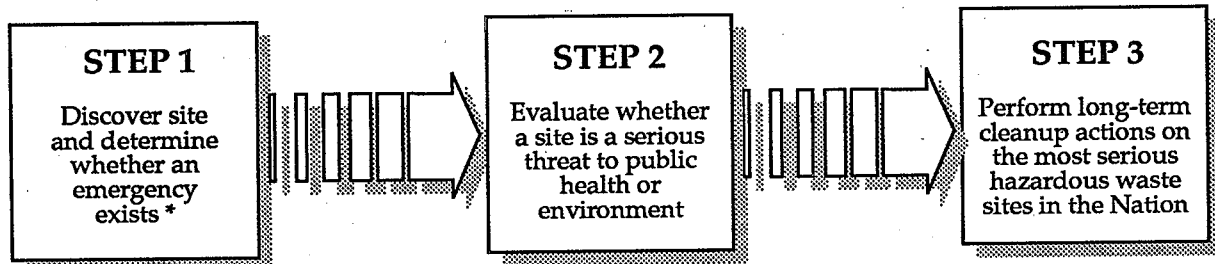 STEP 1
Discover site
and determine
whether an
emergency
exists *
STEP 2
Evaluate whether
a site is a serious
threat to public
health or
environment
STEP 3
Perform long-term
cleanup actions on
the most serious
hazardous waste
sites in the Nation